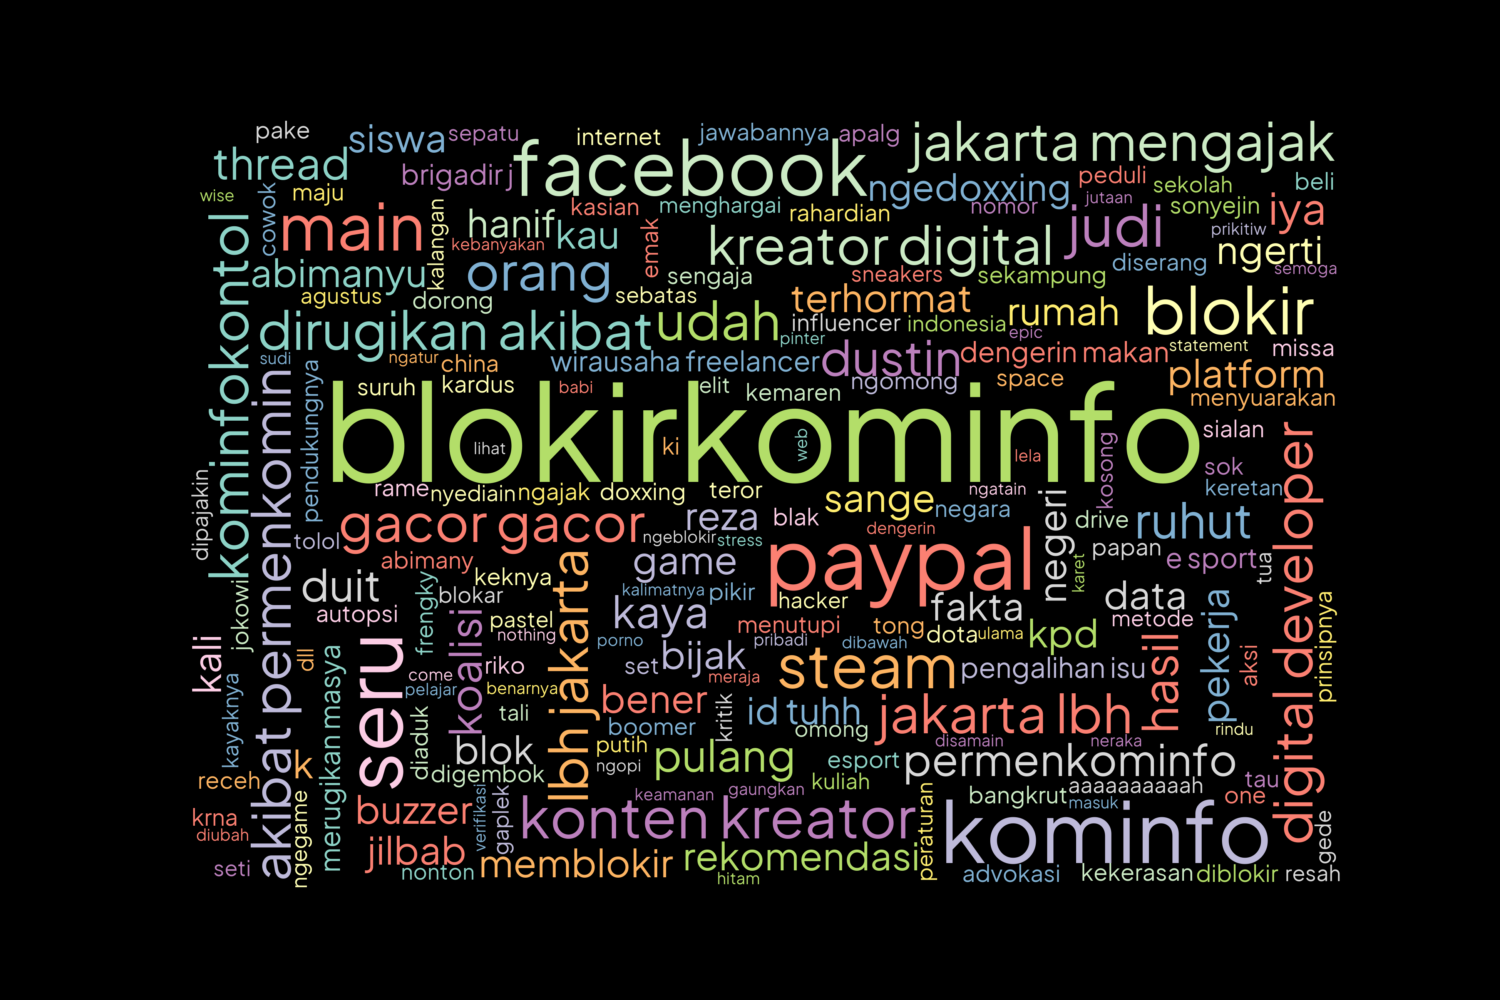 pake
siswa
sepatu
internet
jawabannya
apalg
jakarta mengajak
thread
brigadir j
facebook
ngedoxxing
peduli
sekolah
beli
wise
maju
cowok
kalangan
kasian
menghargai
rahardian
nomor
jutaan
sonyejin
iya
main
hanif
kebanyakan
kau
emak
kreator digital
judi
prikitiw
ngerti
abimanyu
orang
sengaja
sneakers
sekampung
diserang
semoga
agustus
dorong
sebatas
terhormat
rumah
blokir
kominfokontol
dirugikan akibat
udah
pinter
influencer
indonesia
epic
statement
missa
sudi
ngatur
china
wirausaha freelancer
dustin
dengerin makan
platform
akibat permenkominfo
pendukungnya
suruh
kardus
babi
elit
kemaren
ngomong
space
menyuarakan
blokirkominfo
lihat
ki
web
lela
kosong
sialan
digital developer
sok
keretan
dipajakin
rame
nyediain
ngajak
doxxing
teror
sange
negara
ngatain
negeri
drive
ruhut
tolol
gacor gacor
reza
blak
dengerin
ngeblokir
stress
paypal
papan
e sport
tua
karet
abimany
jokowi
duit
frengky
keknya
blokar
jakarta
game
kalimatnya
pikir
hacker
fakta
data
metode
autopsi
koalisi
pastel
nothing
kaya
porno
menutupi
pribadi
tong
dibawah
dota
ulama
kpd
hasil
pekerja
aksi
prinsipnya
kali
dll
merugikan masya
seru
come
pelajar
riko
benarnya
set
bijak
meraja
steam
pengalihan isu
kayaknya
diaduk
tali
lbh
bener
boomer
kritik
id tuhh
omong
jakarta lbh
disamain
neraka
rindu
k
blok
digembok
putih
ngopi
pulang
esport
kuliah
permenkominfo
receh
tau
krna
diubah
ngegame
buzzer
verifikasi
gaplek
keamanan
gaungkan
peraturan
bangkrut
aaaaaaaaaah
masuk
one
gede
konten kreator
kominfo
seti
jilbab
nonton
memblokir
rekomendasi
hitam
advokasi
kekerasan
diblokir
resah